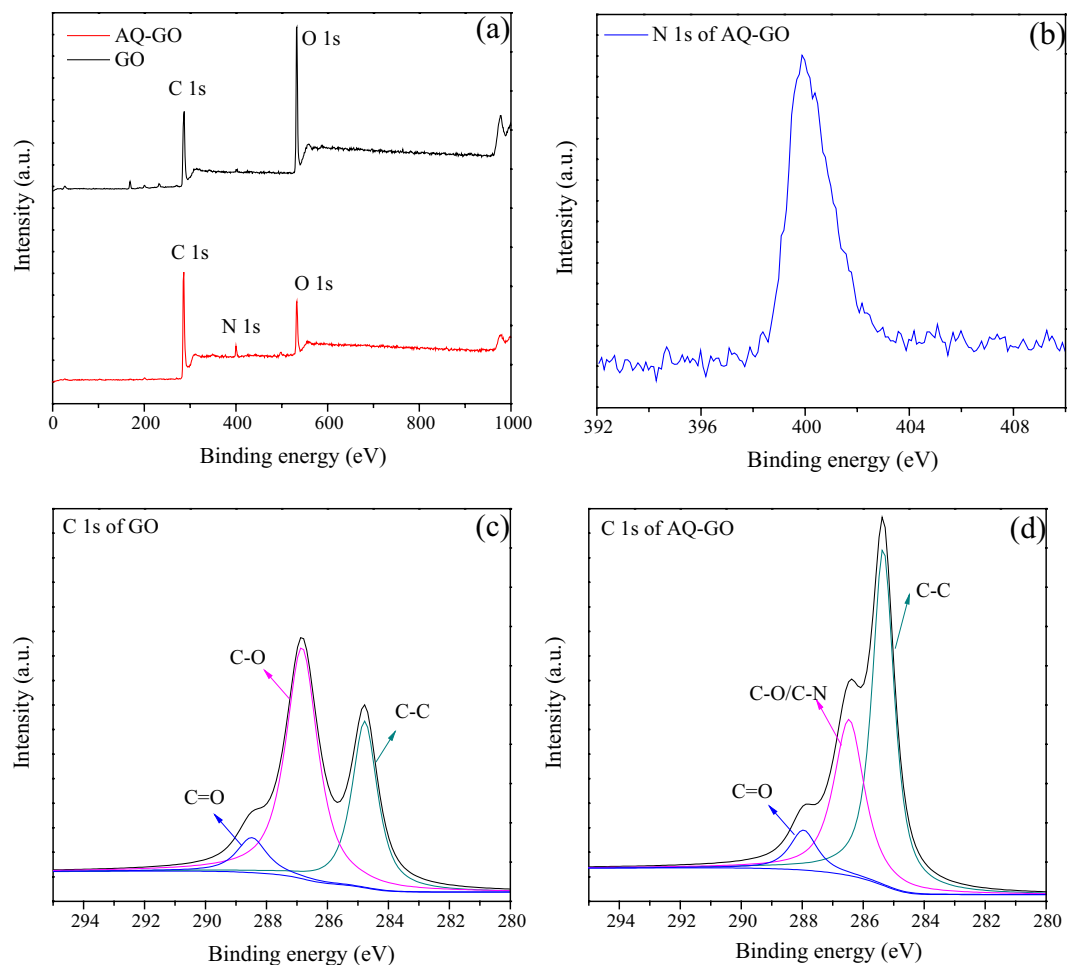 AQ-GO
GO
(a)
O 1s
C 1s
C 1s
N 1s
O 1s
Intensity (a.u.)
0 200 400 600 800 1000
Binding energy (eV)
N 1s of AQ-GO
(b)
Intensity (a.u.)
392 396 400 404 408
Binding energy (eV)
C 1s of GO
(c)
C-O
C-C
C=O
Intensity (a.u.)
294 292 290 288 286 284 282 280
Binding energy (eV)
C 1s of AQ-GO
(d)
C-C
C-O/C-N
C=O
Intensity (a.u.)
294 292 290 288 286 284 282 280
Binding energy (eV)